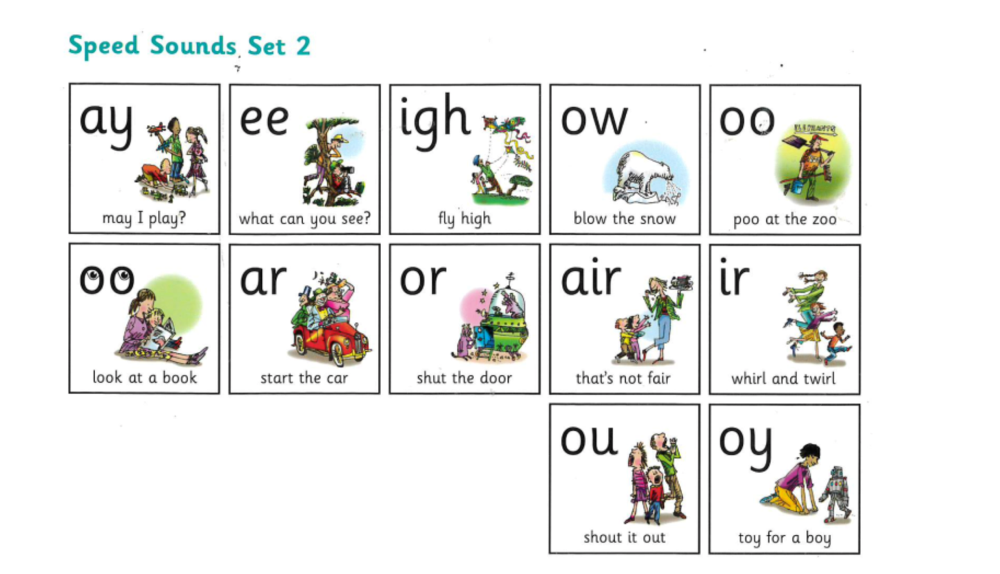 Speed Sounds Set 2
ay
may I play?
ee
what can you see?
igh
fly high
ow
blow the snow
oo
poo at the zoo
oo
look at a book
ar
start the car
or
shut the door
air
that's not fair
ir
whirl and twirl
ou
shout it out
oy
toy for a boy